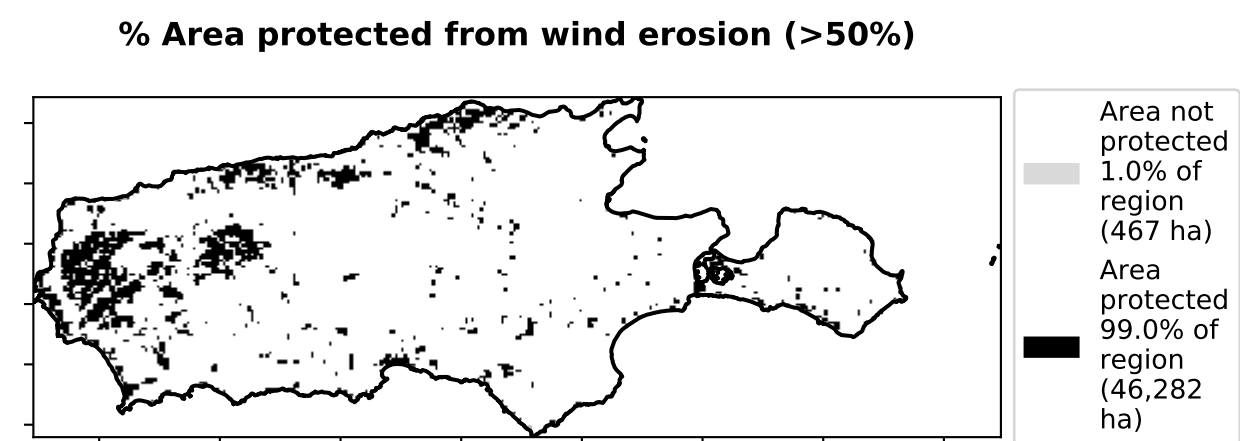 % Area protected from wind erosion (>50%)
Area not
protected
1.0% of
region
(467 ha)
Area
protected
99.0% of
region
(46,282
ha)